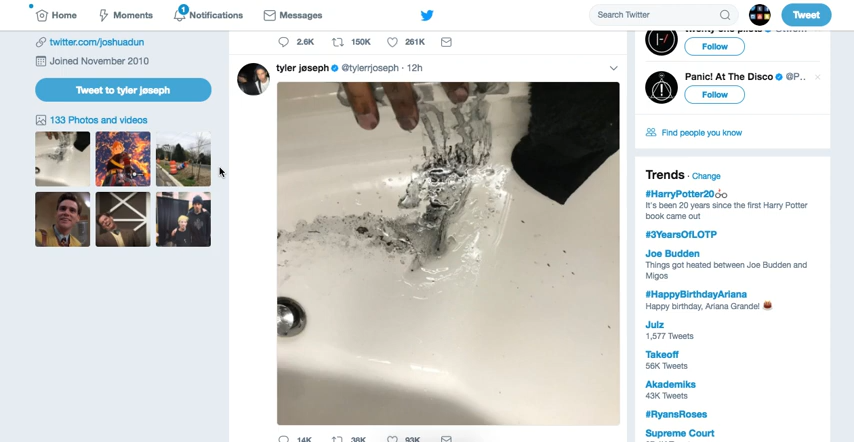 Home
Moments
1
Notifications
Messages
Search Twitter
Tweet
twitter.com/joshuadun
Joined November 2010
Tweet to tyler jøseph
133 Photos and videos
2.6K 150K 261K
tyler jøseph @tylerrjoseph · 12h
14K 38K 93K
Follow
Panic! At The Disco @P..
Follow
Find people you know
Trends · Change
#HarryPotter20
It's been 20 years since the first Harry Potter
book came out
#3YearsOfLOTP
Joe Budden
Things got heated between Joe Budden and
Migos
#HappyBirthdayAriana
Happy birthday, Ariana Grande!
Julz
1,577 Tweets
Takeoff
56K Tweets
Akademiks
43K Tweets
#RyansRoses
Supreme Court